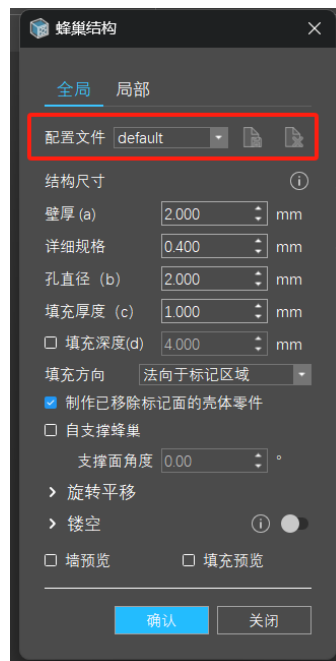 蜂巢结构
全局 局部
配置文件 default
结构尺寸
壁厚 (a) 2.000 mm
详细规格 0.400 mm
孔直径 (b) 2.000 mm
填充厚度 (c) 1.000 mm
填充深度(d) 4.000 mm
填充方向 法向于标记区域
制作已移除标记面的壳体零件
自支撑蜂巢
支撑面角度 0.00 °
旋转平移
镂空
墙预览 填充预览
确认 关闭